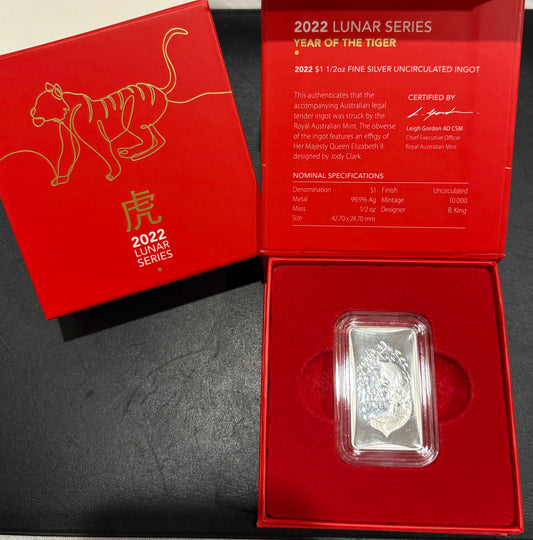 虎
2022
LUNAR
SERIES
2022 LUNAR SERIES
YEAR OF THE TIGER
2022 $1 1/2oz FINE SILVER UNCIRCULATED INGOT
This authenticates that the
accompanying Australian legal
tender ingot was struck by the
Royal Australian Mint. The obverse
of the ingot features an effigy of
Her Majesty Queen Elizabeth II
designed by Jody Clark.
CERTIFIED BY
L. Gordon
Leigh Gordon AO CSM
Chief Executive Officer
Royal Australian Mint
NOMINAL SPECIFICATIONS
Denomination $1 Finish Uncirculated
Metal 99.9% Ag Mintage 10 000
Mass 1/2 oz Designer B. King
Size 42.70 x 24.70 mm